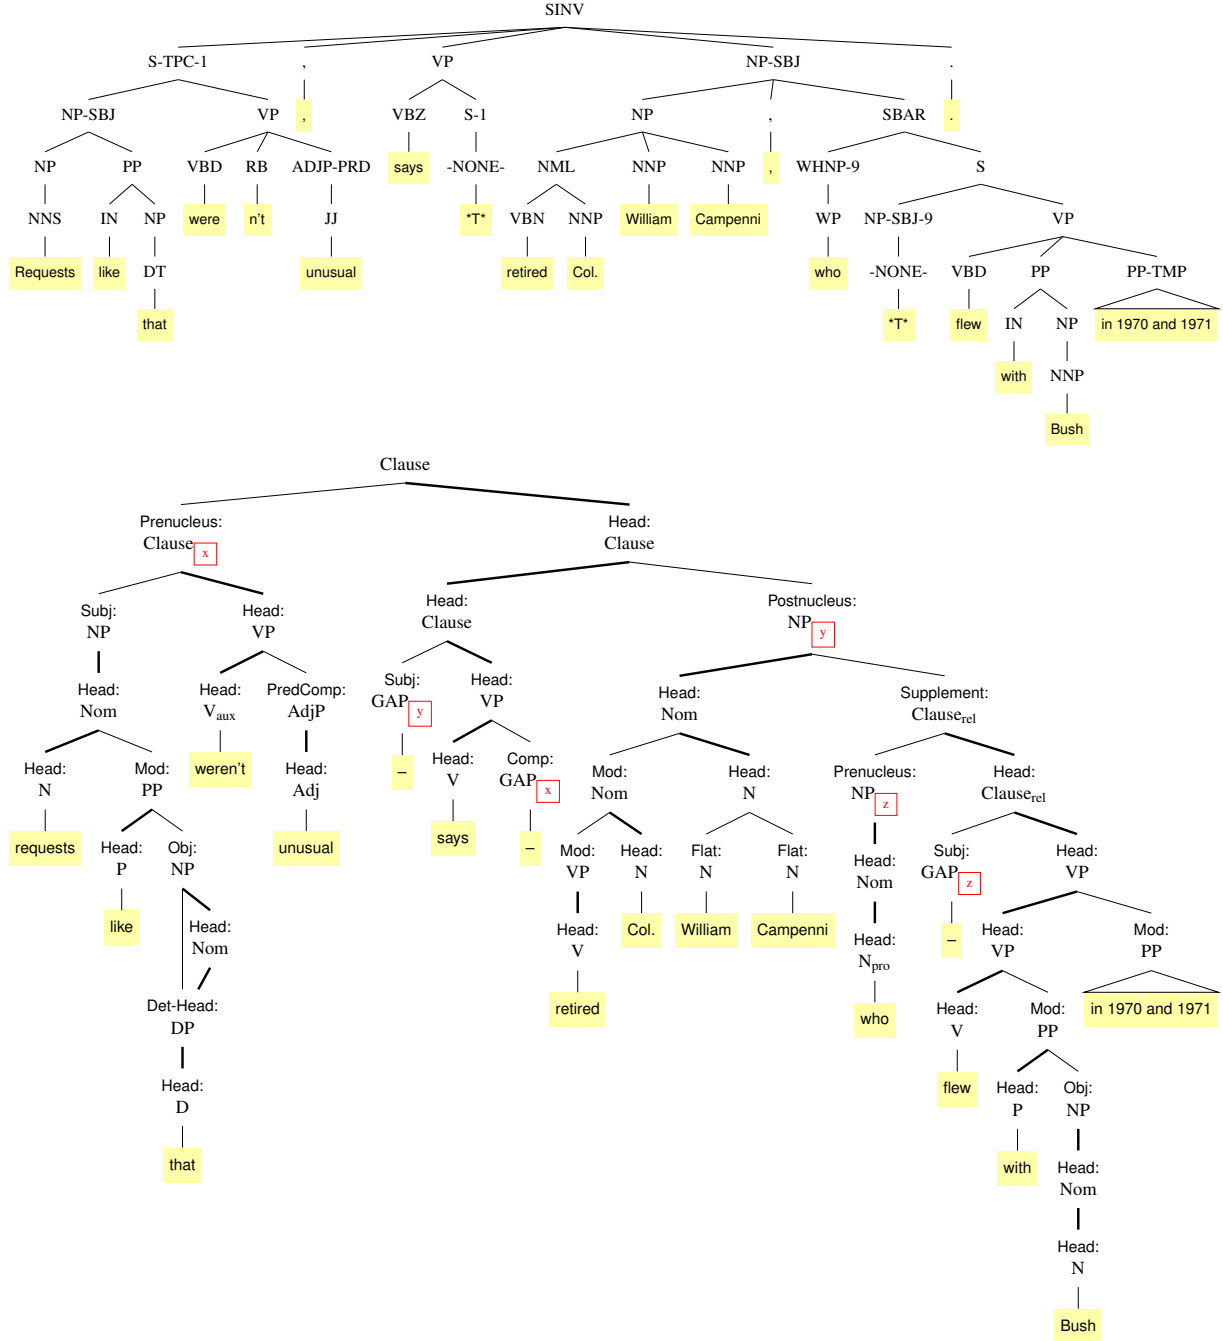 SINV
S-TPC-1 , VP NP-SBJ .
NP-SBJ VP , VBZ S-1 NP , SBAR .
NP PP VBD RB ADJP-PRD says -NONE- NML NNP NNP , WHNP-9 S
NNS IN NP were n't JJ *T* VBN NNP William Campenni WP NP-SBJ-9 VP
Requests like DT unusual retired Col. who -NONE- VBD PP PP-TMP
that *T* flew IN NP in 1970 and 1971
with NNP
Bush
Clause
Prenucleus: Head:
Clause x Clause
Subj: Head: Head: Postnucleus:
NP VP Clause NP y
Head: Head: PredComp: Subj: Head: Head: Supplement:
Nom Vaux AdjP GAP y VP Nom Clauserel
Head: Mod: weren't Head: – Head: Comp: Mod: Head: Prenucleus: Head:
N PP Adj V GAP x Nom N NP z Clauserel
requests Head: Obj: unusual says – Mod: Head: Flat: Flat: Head: Subj: Head:
P NP VP N N N Nom GAP z VP
like Head: Head: Col. William Campenni Head: – Head: Mod:
Nom V Npro VP PP
Det-Head: retired who Head: Mod: in 1970 and 1971
DP V PP
Head: flew Head: Obj:
D P NP
that with Head:
Nom
Head:
N
Bush